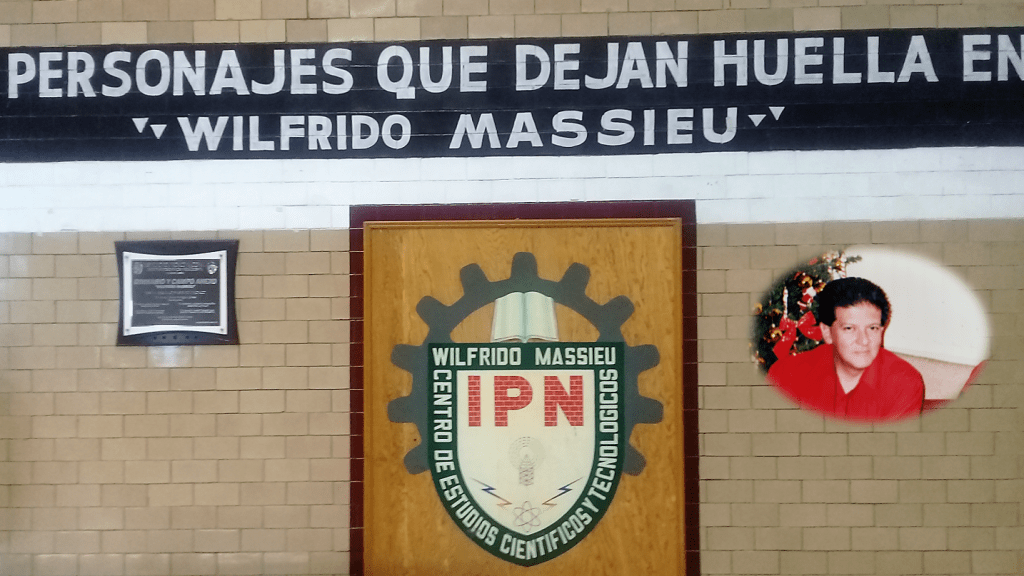 PERSONAJES QUE DEJAN HUELLA EN
"WILFRIDO MASSIEU"
WILFRIDO MASSIEU
IPN
CENTRO DE ESTUDIOS CIENTIFICOS Y TECNOLOGICOS